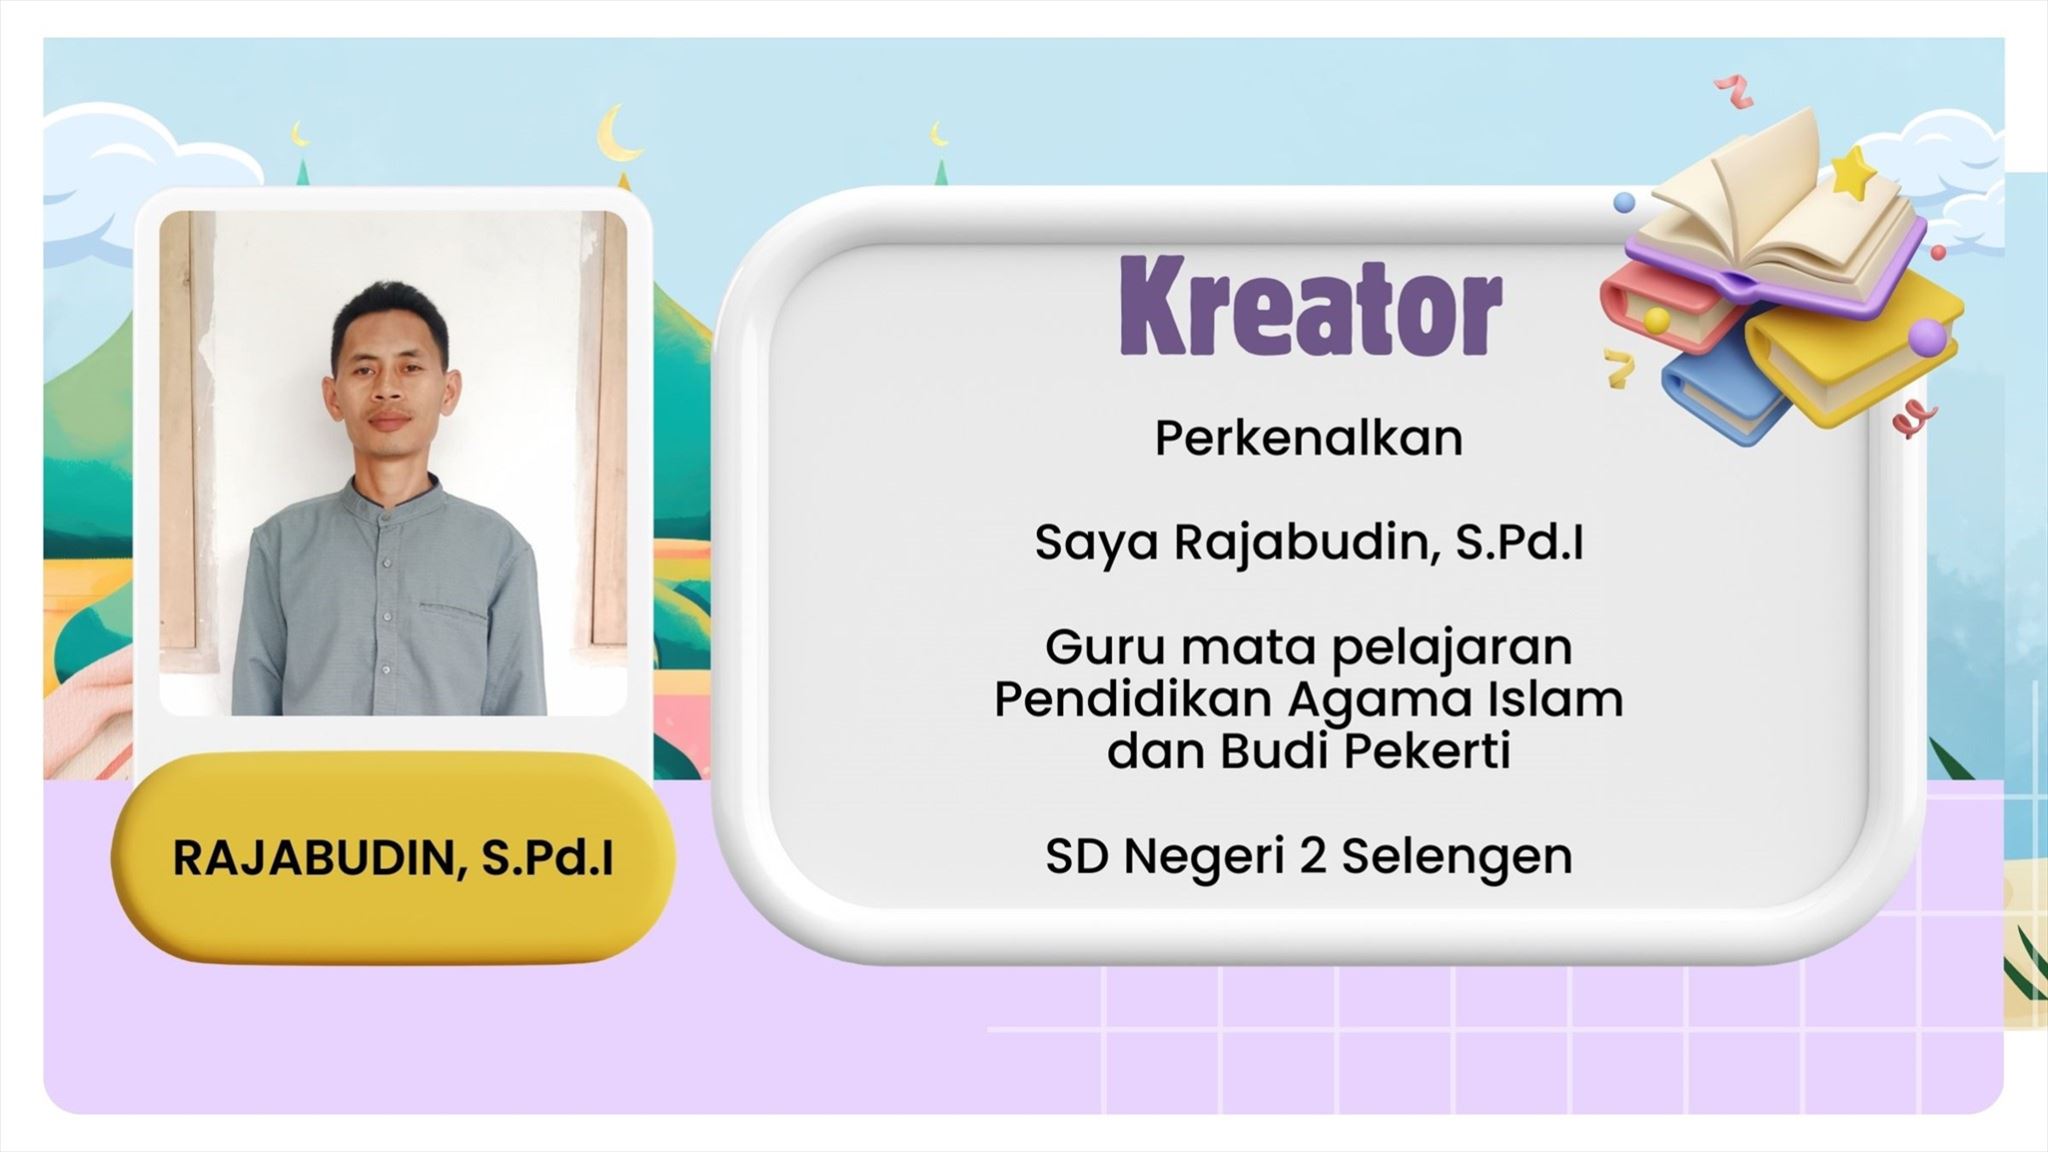 Kreator
Perkenalkan
Saya Rajabudin, S.Pd.I
Guru mata pelajaran
Pendidikan Agama Islam
dan Budi Pekerti
SD Negeri 2 Selengen
RAJABUDIN, S.Pd.I